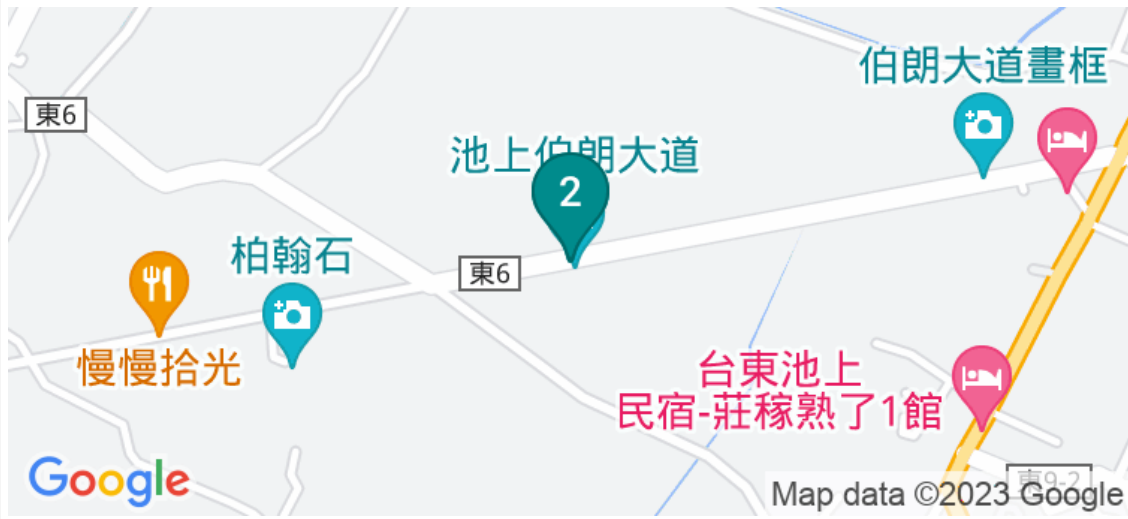 伯朗大道畫框
東6
池上伯朗大道
2
柏翰石
東6
慢慢拾光
台東池上
民宿-莊稼熟了1館
Google
東9-2
Map data ©2023 Google